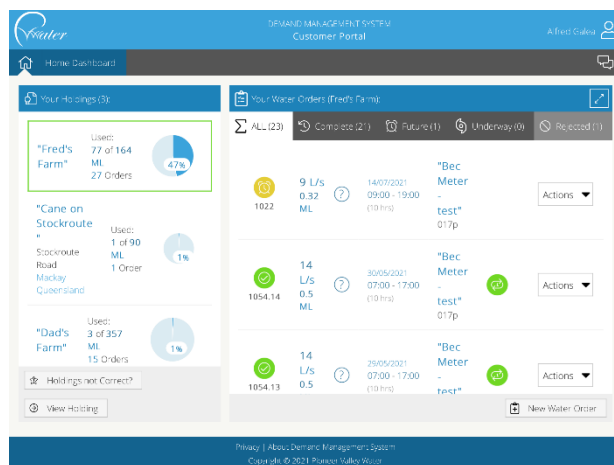 PVWater
DEMAND MANAGEMENT SYSTEM
Customer Portal
Alfred Galea
Home Dashboard
Your Holdings (3):
"Fred's
Farm"
Used:
77 of 164
ML
27 Orders
47%
"Cane on
Stockroute
"
Stockroute
Road
Mackay
Queensland
Used:
1 of 90
ML
1 Order
1%
"Dad's
Farm"
Used:
3 of 357
ML
15 Orders
1%
Holdings not Correct?
View Holding
Your Water Orders (Fred's Farm):
ALL (23)
Complete (21)
Future (1)
Underway (0)
Rejected (1)
1022
9 L/s
0.32
ML
?
14/07/2021
09:00 - 19:00
(10 hrs)
"Bec
Meter
-
test"
017p
Actions
1054.14
14
L/s
0.5
ML
?
30/05/2021
07:00 - 17:00
(10 hrs)
"Bec
Meter
-
test"
017p
Actions
1054.13
14
L/s
0.5
?
29/05/2021
07:00 - 17:00
(10 hrs)
"Bec
Meter
-
test"
Actions
New Water Order
Privacy | About Demand Management System
Copyright © 2021 Pioneer Valley Water